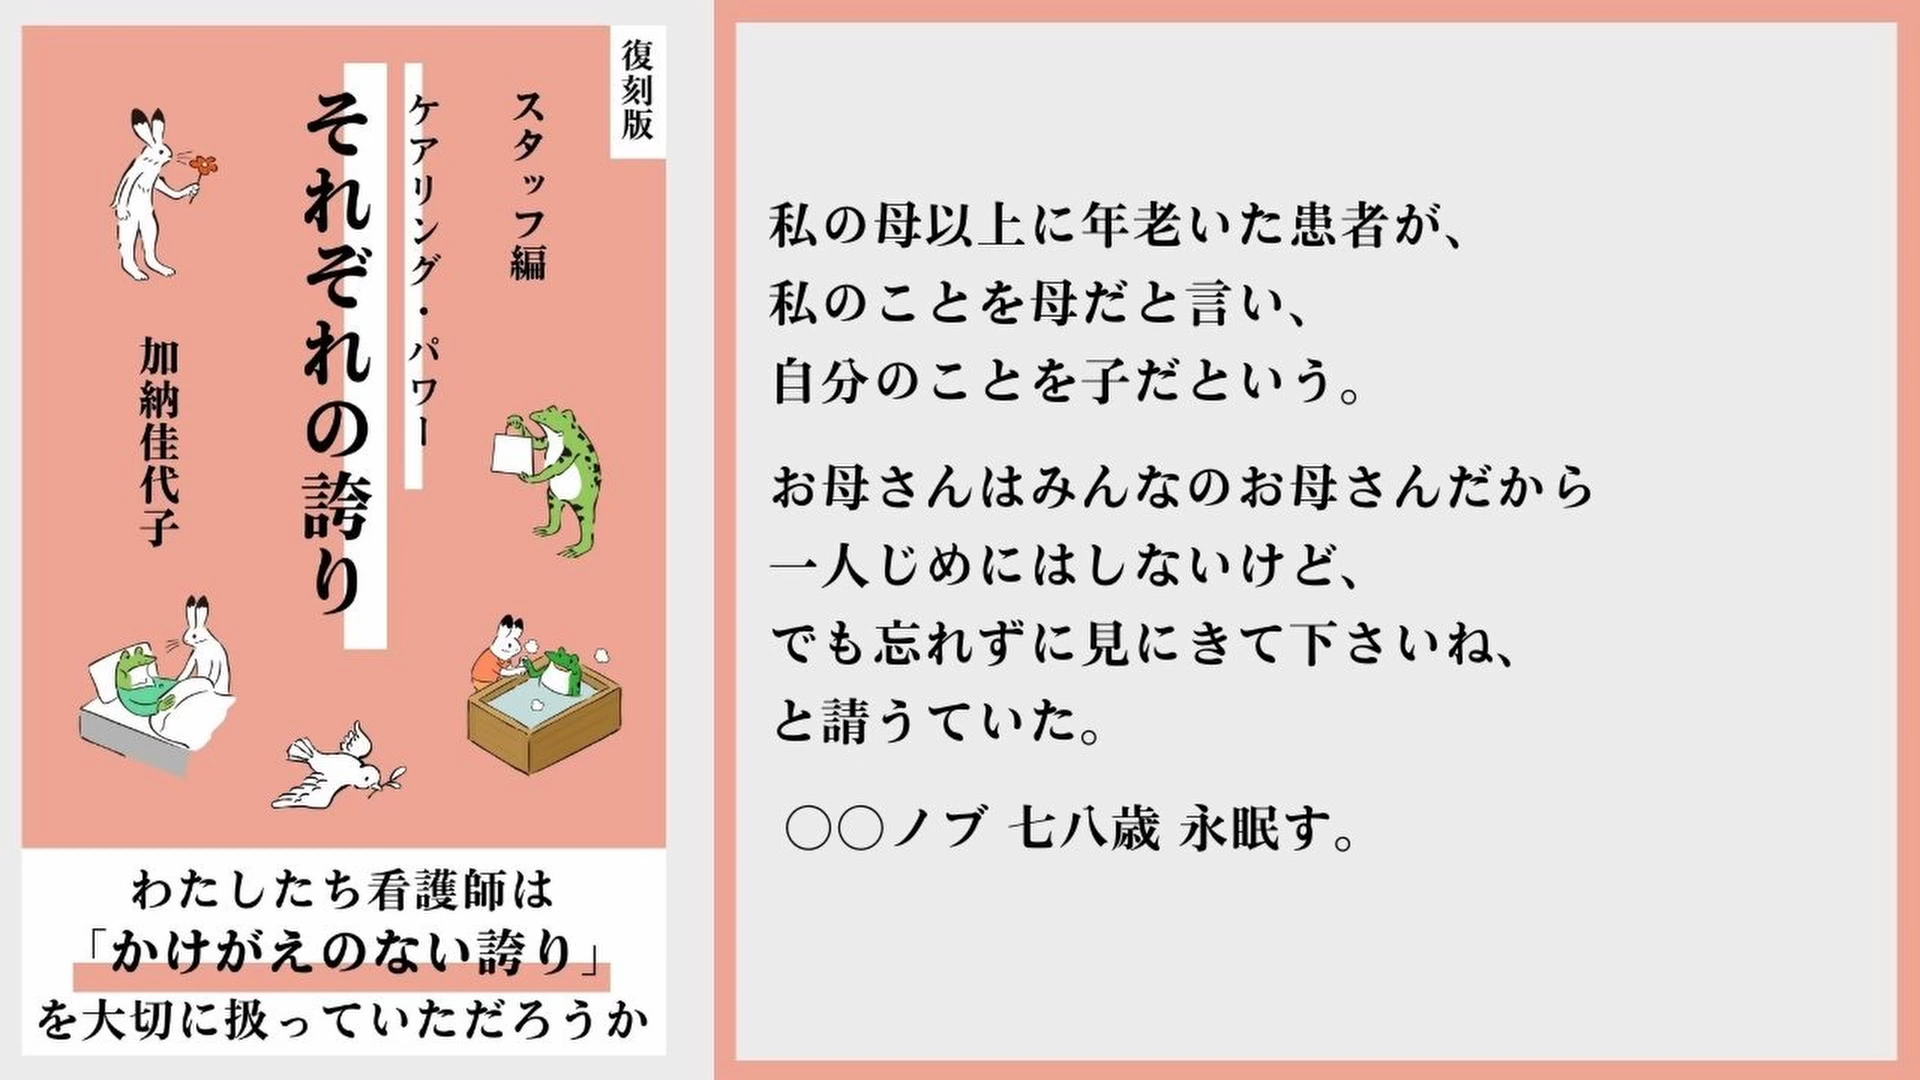 復刻版
スタッフ編
ケアリング・パワー
それぞれの誇り
加納佳代子
わたしたち看護師は
「かけがえのない誇り」
を大切に扱っていただろうか
私の母以上に年老いた患者が、
私のことを母だと言い、
自分のことを子だという。
お母さんはみんなのお母さんだから
一人じめにはしないけど、
でも忘れずに見にきて下さいね、
と請うていた。
〇〇ノブ 七八歳 永眠す。